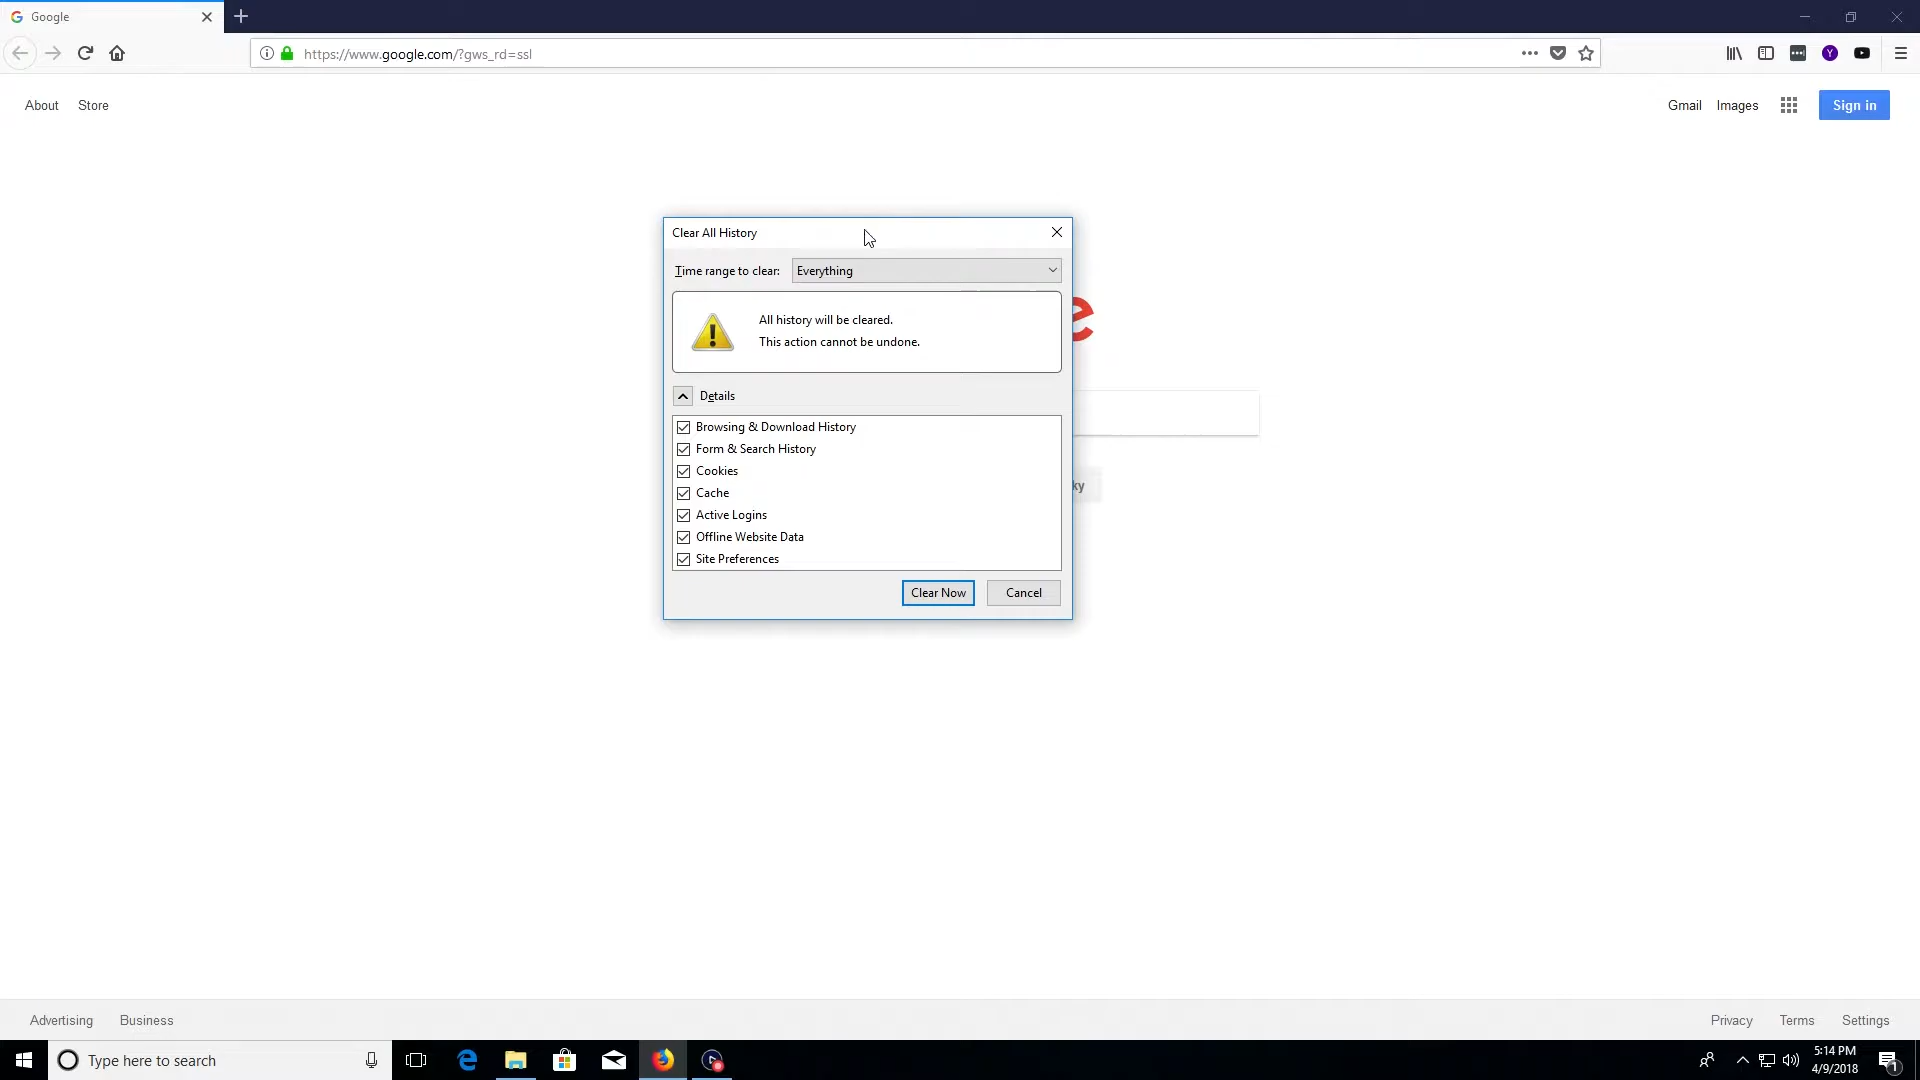 Google
https://www.google.com/?gws_rd=ssl
About Store
Gmail Images Sign in
Clear All History
Time range to clear: Everything
All history will be cleared.
This action cannot be undone.
Details
Browsing & Download History
Form & Search History
Cookies
Cache
Active Logins
Offline Website Data
Site Preferences
Clear Now Cancel
e
ky
Advertising Business
Privacy Terms Settings
Type here to search
5:14 PM
4/9/2018
1